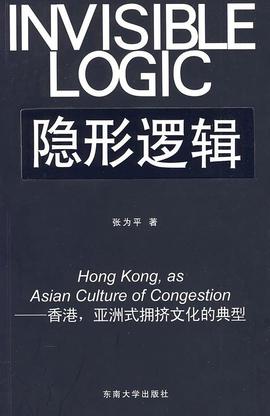 INVISIBLE
LOGIC
隐形逻辑
张为平 著
Hong Kong, as
Asian Culture of Congestion
——香港，亚洲式拥挤文化的典型
东南大学出版社